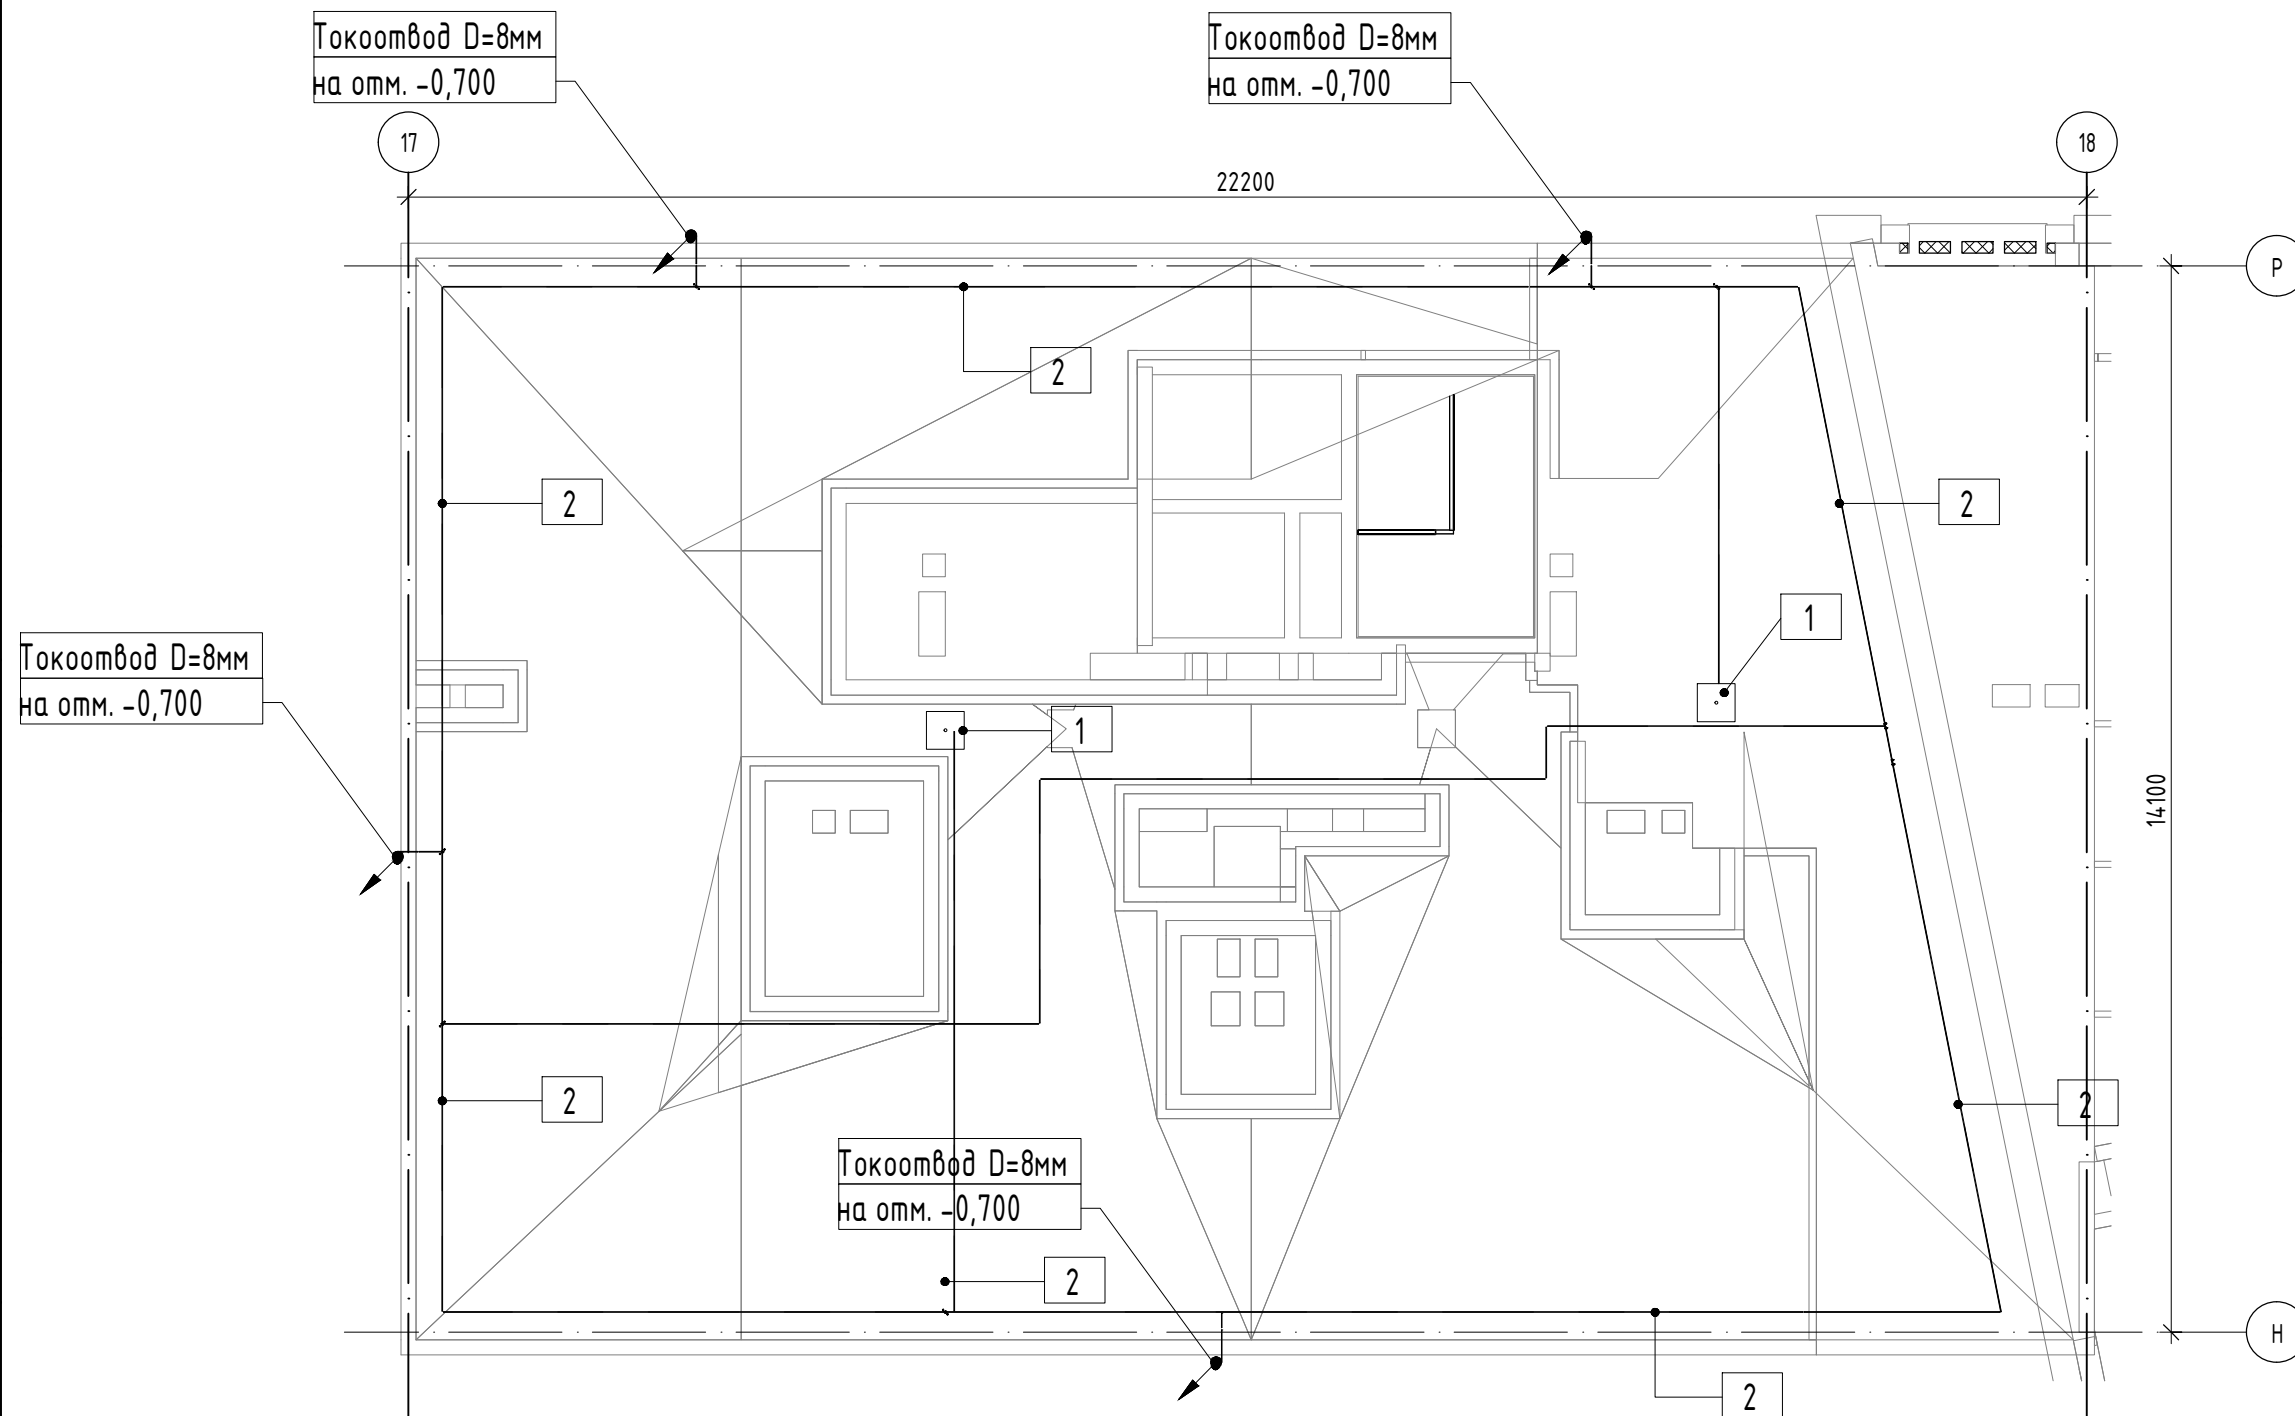 Токоотвод D=8мм
на отм. -0,700
Токоотвод D=8мм
на отм. -0,700
17
18
22200
Р
2
2
2
1
Токоотвод D=8мм
на отм. -0,700
1
14100
2
2
Токоотвод D=8мм
на отм. -0,700
2
Н
2